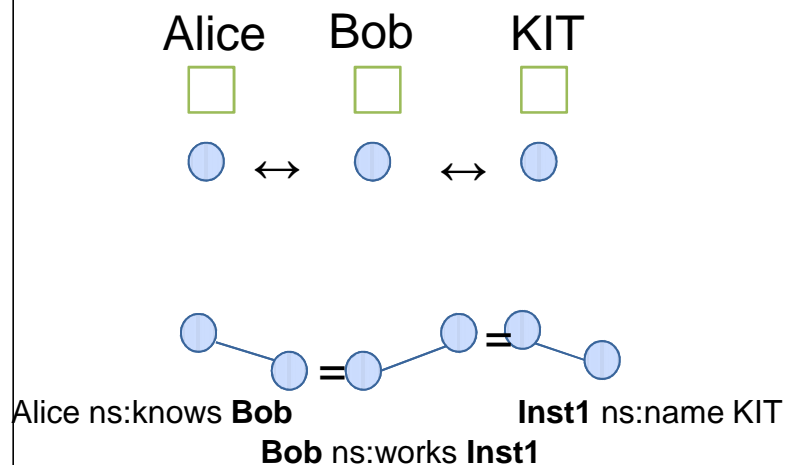 Alice Bob KIT
↔ ↔
= =
Alice ns:knows Bob Inst1 ns:name KIT
Bob ns:works Inst1